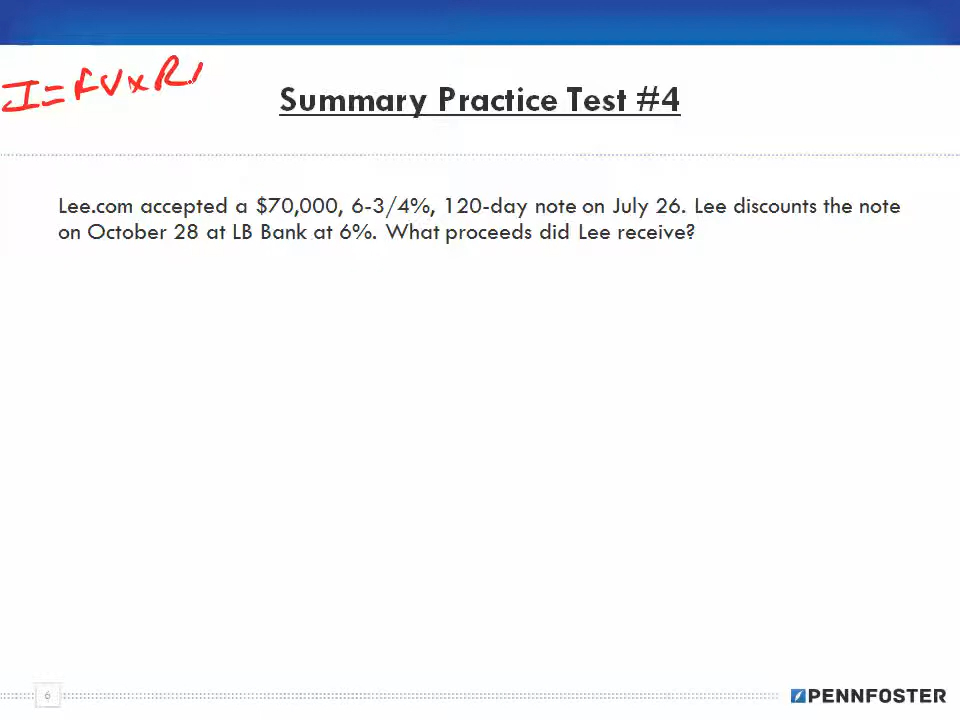 I=FVxR
Summary Practice Test #4
Lee.com accepted a $70,000, 6-3/4%, 120-day note on July 26. Lee discounts the note
on October 28 at LB Bank at 6%. What proceeds did Lee receive?
6
PENNFOSTER